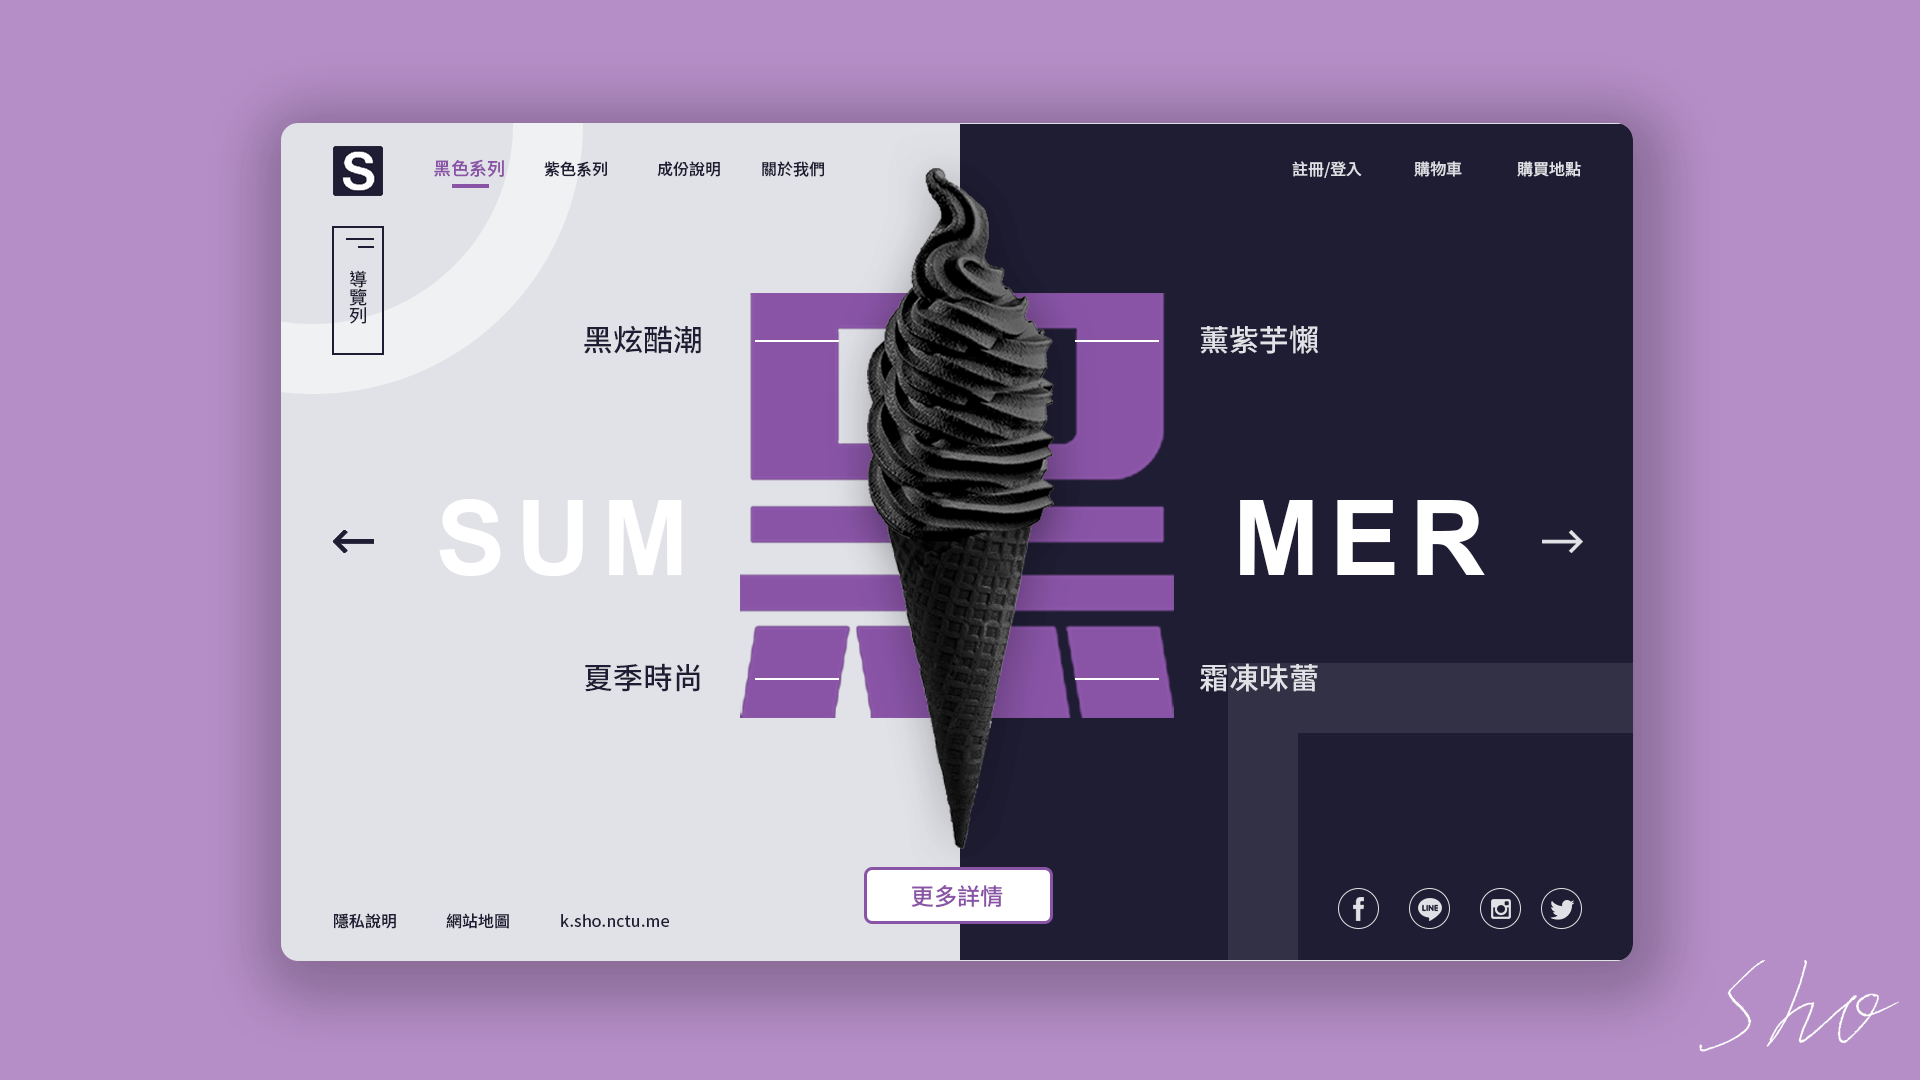 S
黑色系列
紫色系列
成份說明
關於我們
註冊/登入
購物車
購買地點
導覽列
黑炫酷潮
薰紫芋懶
黑
SUM
MER
夏季時尚
霜凍味蕾
更多詳情
隱私說明
網站地圖
k.sho.nctu.me
LINE
Sho